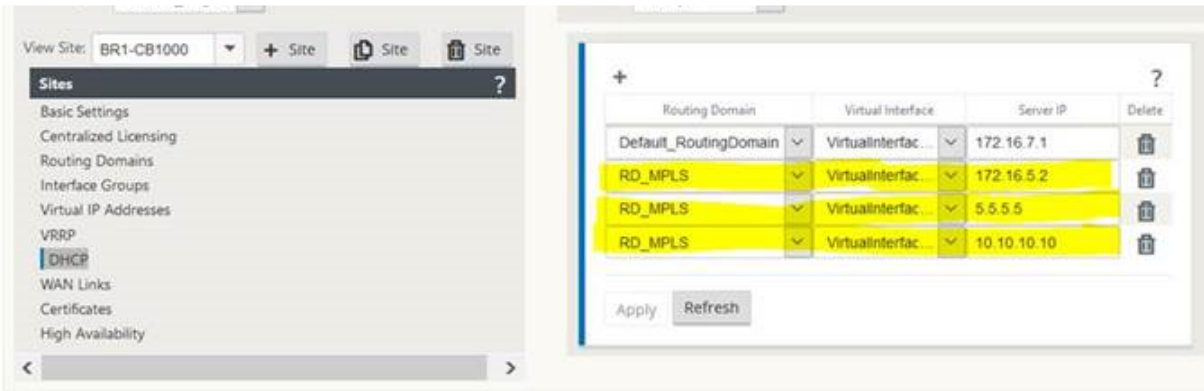 View Site: BR1-CB1000 + Site Site Site
Sites ?
Basic Settings
Centralized Licensing
Routing Domains
Interface Groups
Virtual IP Addresses
VRRP
DHCP
WAN Links
Certificates
High Availability
+ ?
Routing Domain Virtual Interface Server IP Delete
Default_RoutingDomain VirtualInterfac... 172.16.7.1
RD_MPLS VirtualInterfac... 172.16.5.2
RD_MPLS VirtualInterfac... 5.5.5.5
RD_MPLS VirtualInterfac... 10.10.10.10
Apply Refresh